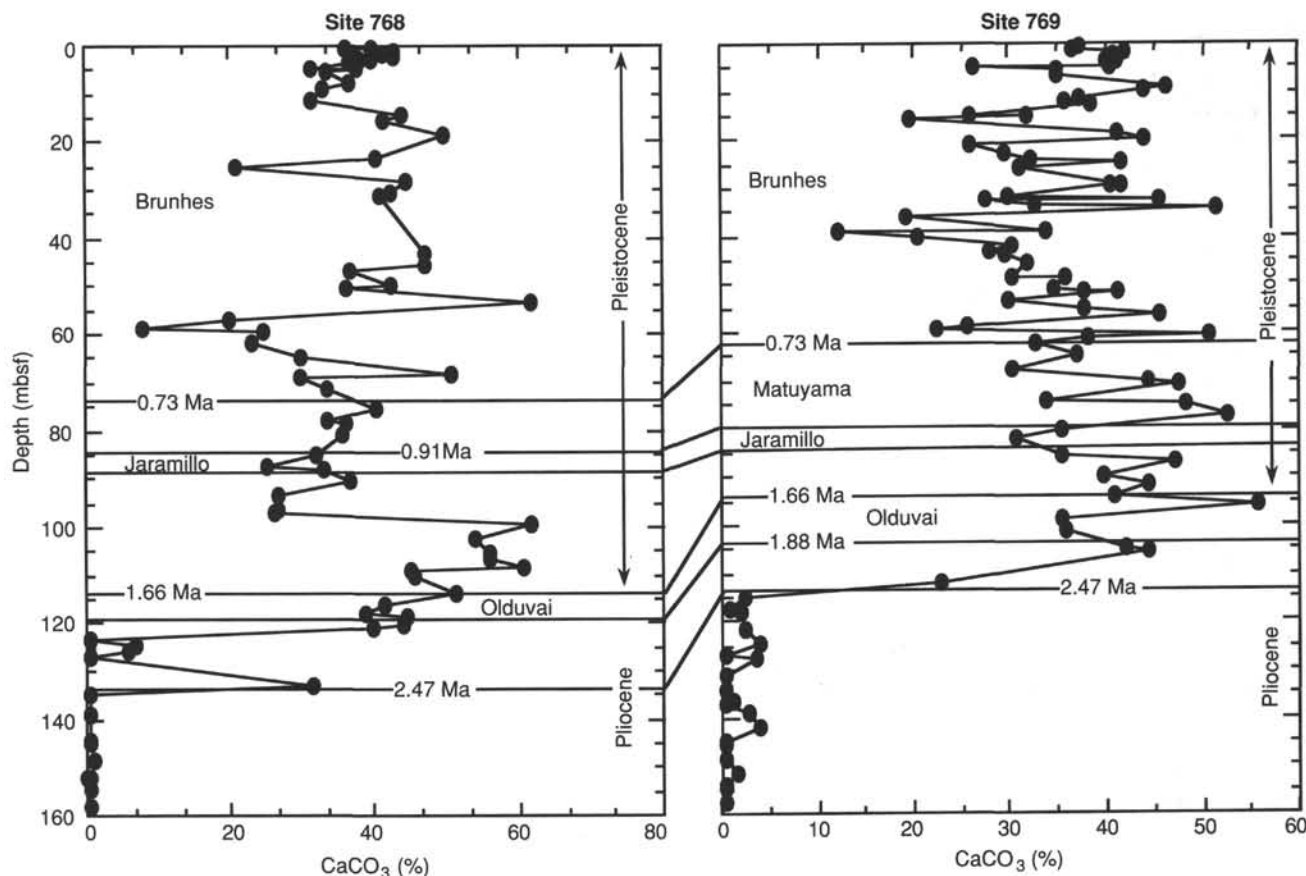 Site 768
0
20
40
60
80
100
120
140
160
Depth (mbsf)
0
20
40
60
80
CaCO3 (%)
Brunhes
0.73 Ma
0.91Ma
Jaramillo
1.66 Ma
Olduvai
2.47 Ma
Pleistocene
Pliocene
Site 769
Brunhes
0.73 Ma
Matuyama
Jaramillo
1.66 Ma
Olduvai
1.88 Ma
2.47 Ma
Pleistocene
Pliocene
0
10
20
30
40
50
60
CaCO3 (%)